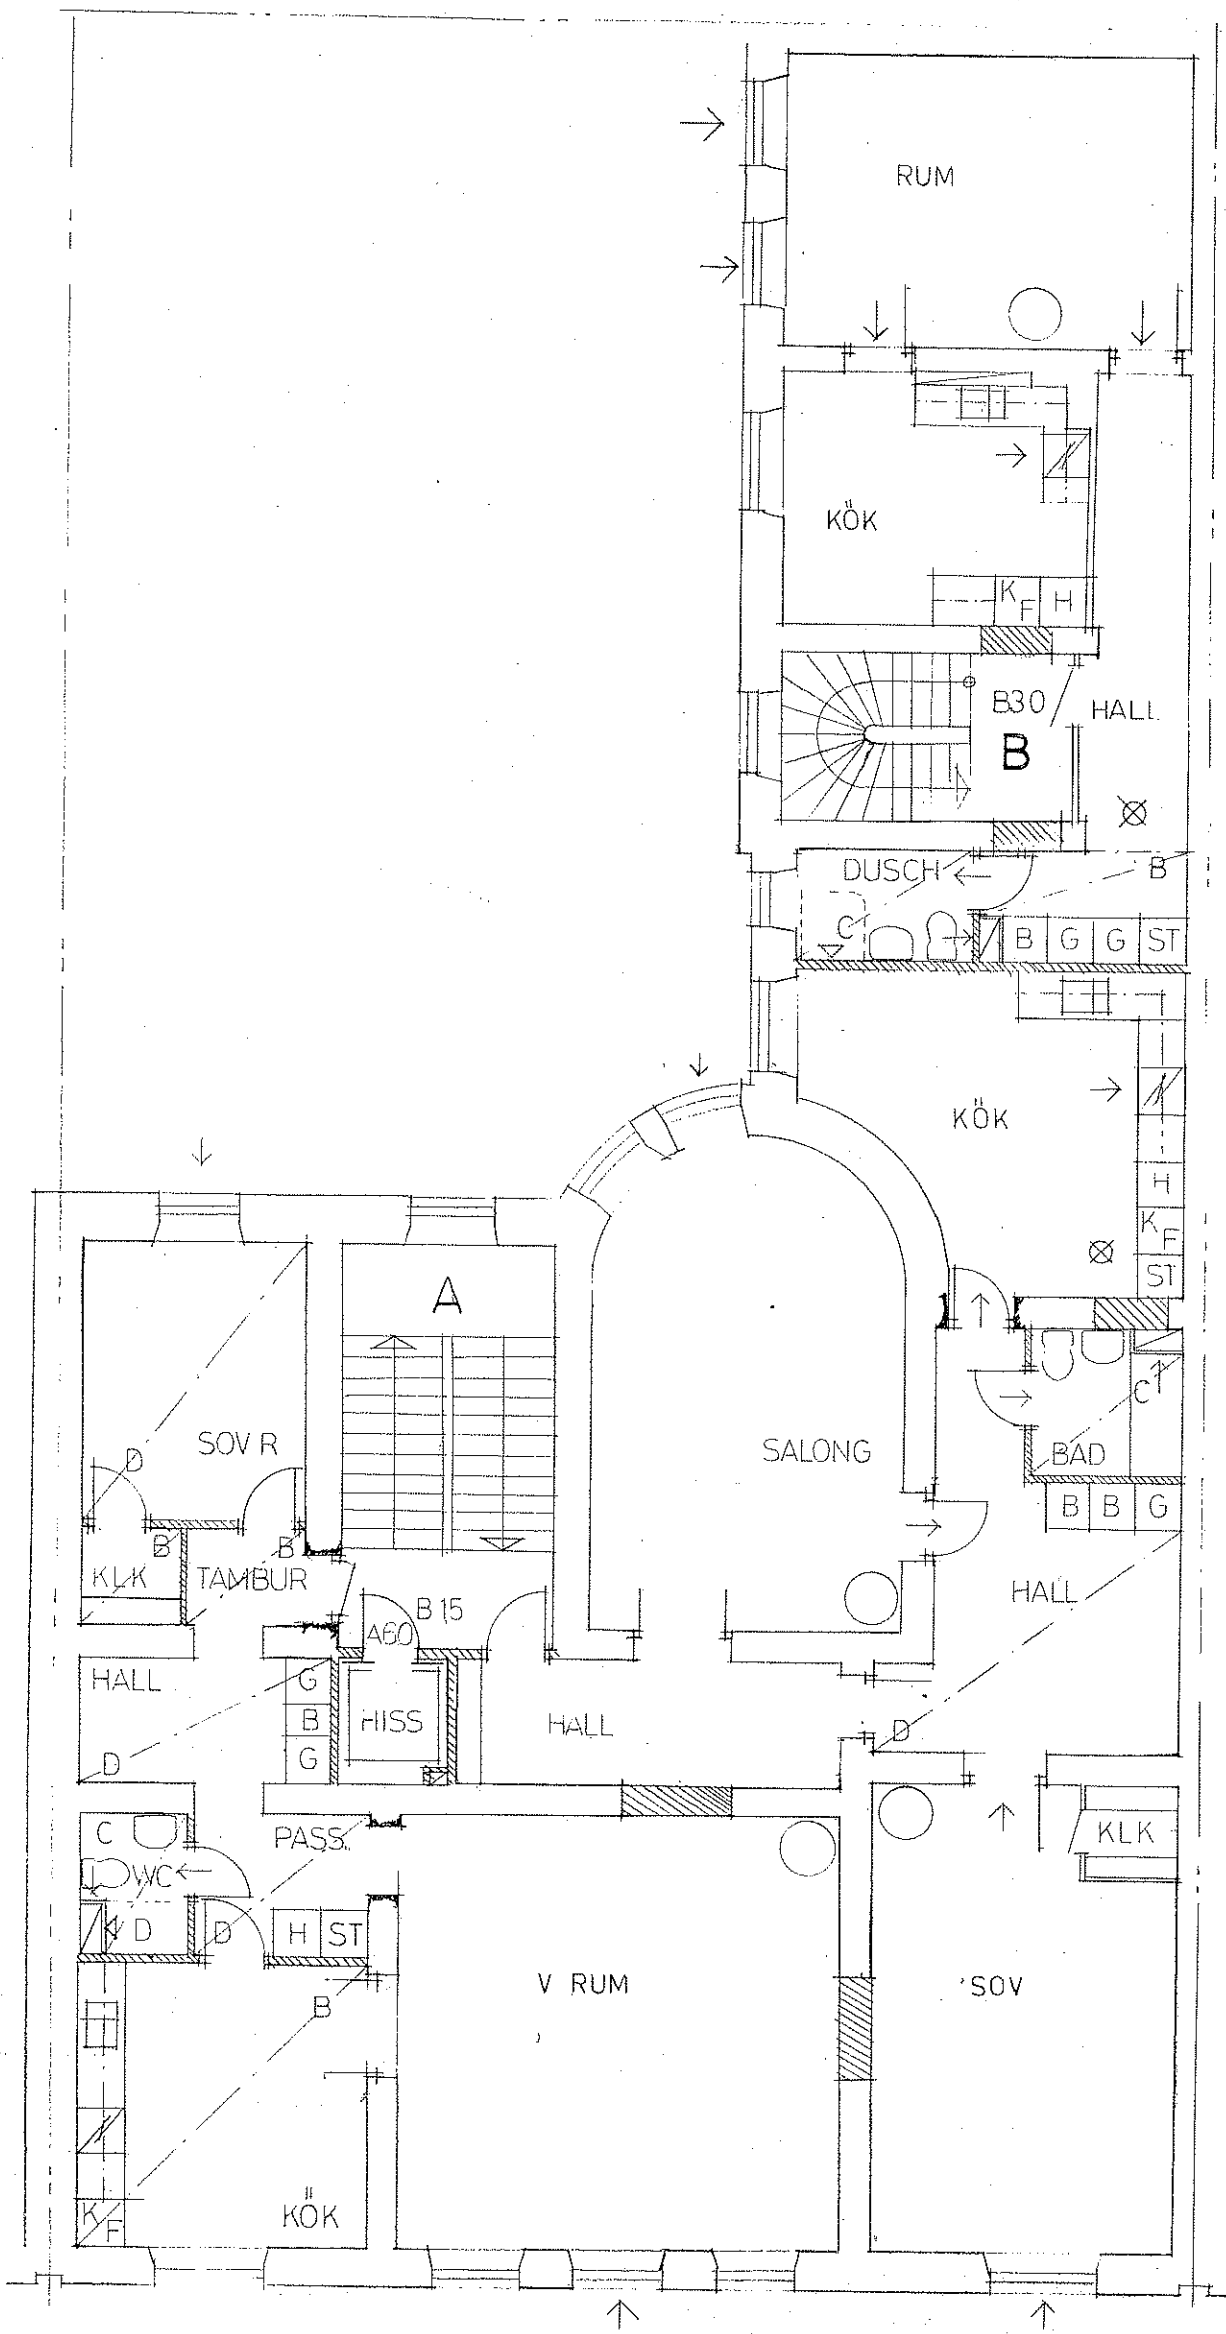 RUM
KÖK
K F H
B30 HALL
B
DUSCH B
C
B G G ST
KÖK
H
K F
ST
A
C
SOV R SALONG BAD
D
B B G
B B
KLK TAMBUR HALL
B15
A60
HALL G
B HISS HALL D
D G
C PASS. KLK
WC
D D H ST
V RUM SOV
B
K F KÖK